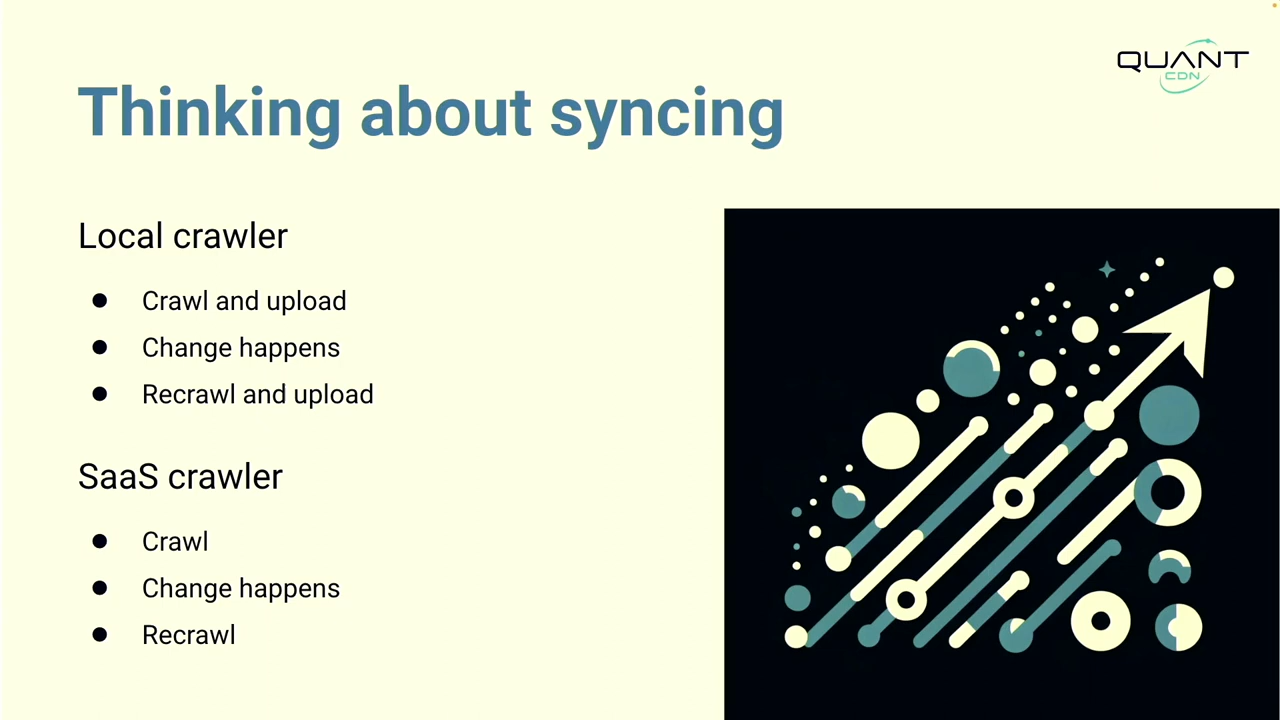 QUANT
CDN
Thinking about syncing
Local crawler
● Crawl and upload
● Change happens
● Recrawl and upload
SaaS crawler
● Crawl
● Change happens
● Recrawl